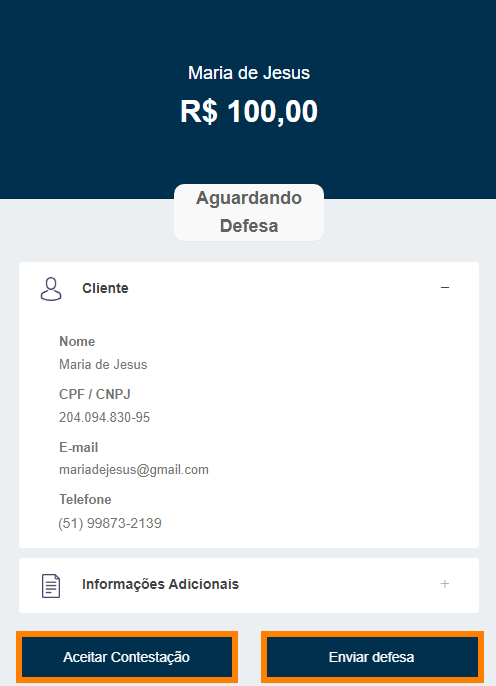 Maria de Jesus
R$ 100,00
Aguardando
Defesa
Cliente
Nome
Maria de Jesus
CPF / CNPJ
204.094.830-95
E-mail
mariadejesus@gmail.com
Telefone
(51) 99873-2139
Informações Adicionais
Aceitar Contestação
Enviar defesa